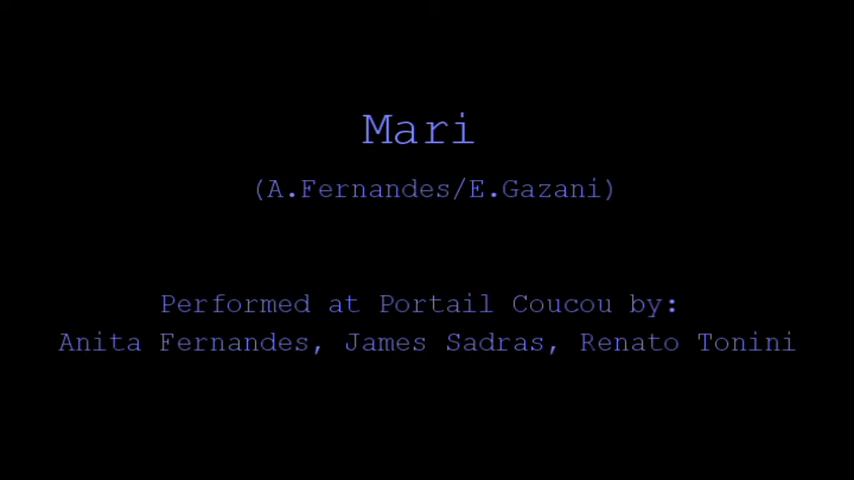 Mari
(A.Fernandes/E.Gazani)
Performed at Portail Coucou by:
Anita Fernandes, James Sadras, Renato Tonini